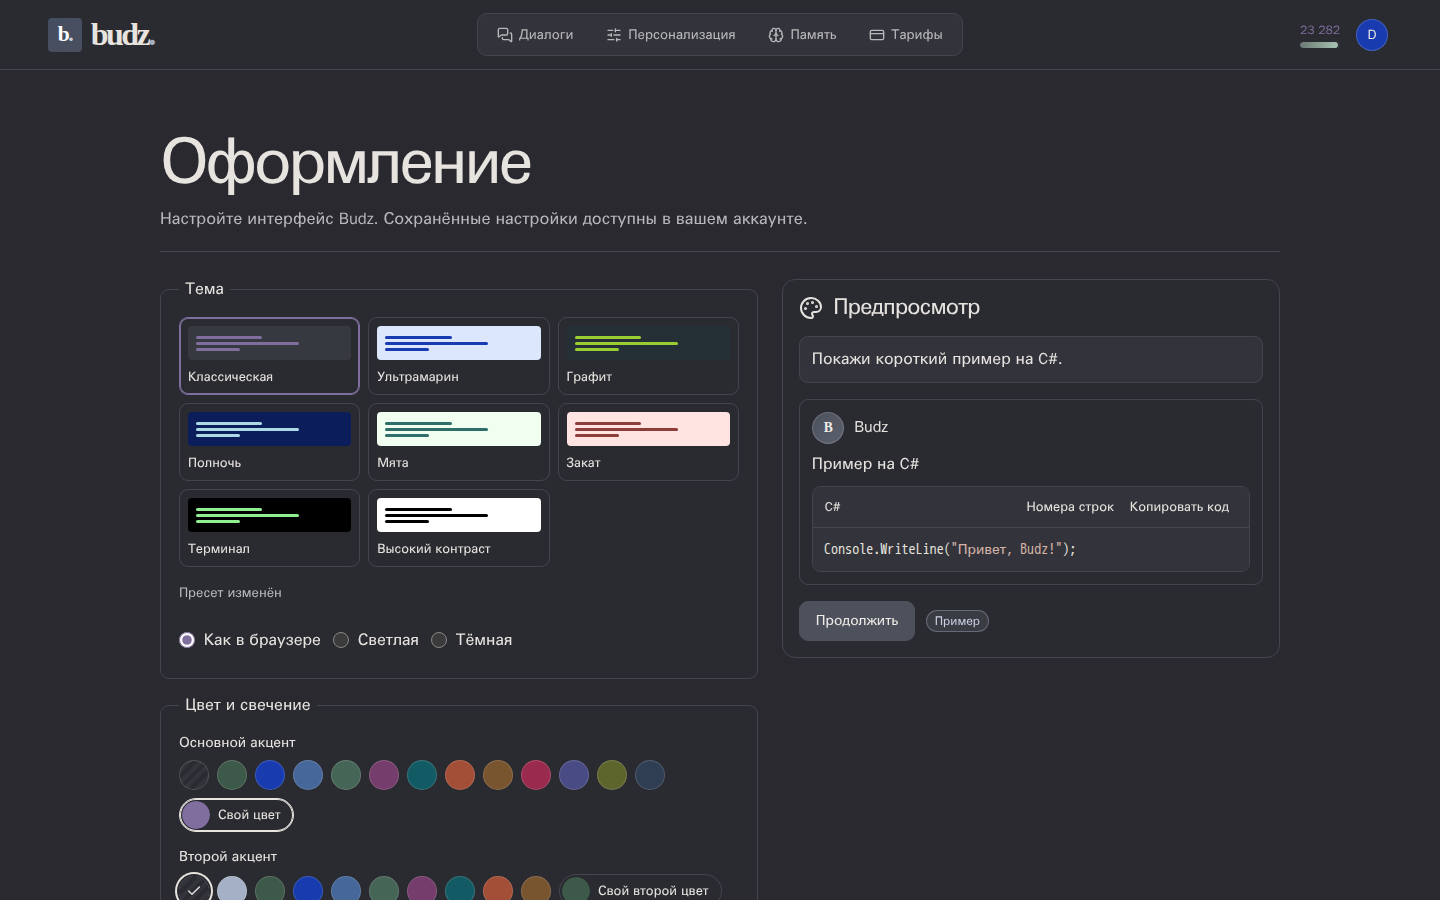 b. budz.
Диалоги
Персонализация
Память
Тарифы
23 282
D
Оформление
Настройте интерфейс Budz. Сохранённые настройки доступны в вашем аккаунте.
Тема
Классическая
Ультрамарин
Графит
Полночь
Мята
Закат
Терминал
Высокий контраст
Пресет изменён
Как в браузере
Светлая
Тёмная
Цвет и свечение
Основной акцент
Свой цвет
Второй акцент
Свой второй цвет
Предпросмотр
Покажи короткий пример на C#.
B Budz
Пример на C#
C#
Номера строк
Копировать код
Console.WriteLine("Привет, Budz!");
Продолжить
Пример